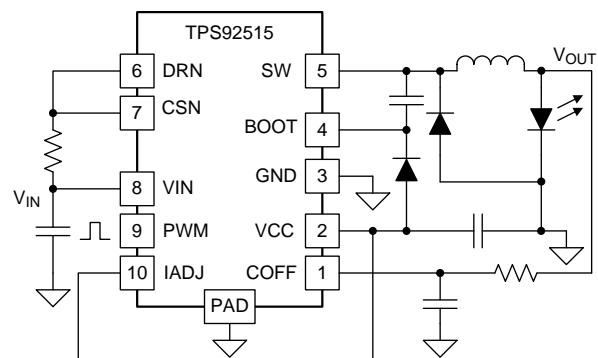 TPS92515
6 DRN SW 5
7 CSN
BOOT 4
GND 3
8 VIN
9 PWM VCC 2
10 IADJ COFF 1
PAD
VIN
VOUT